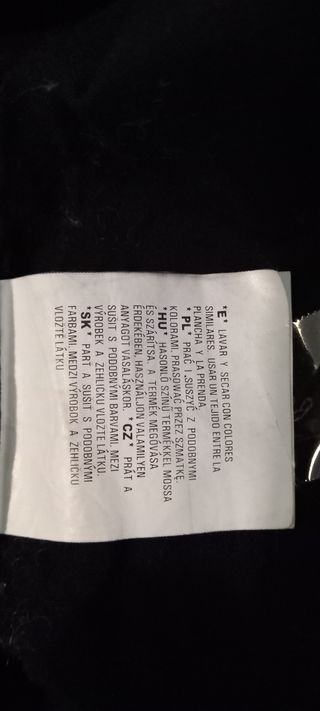 *E* LAVAR Y SECAR CON COLORES
SIMILARES. USAR UN TEJIDO ENTRE LA
PLANCHA Y LA PRENDA.
*PL* PRAĆ I SUSZYĆ Z PODOBNYMI
KOLORAMI. PRASOWAĆ PRZEZ SZMATKĘ.
*HU* HASONLÓ SZÍNŰ TERMÉKKEL MOSSA
ÉS SZÁRÍTSA. A TERMÉK MEGÓVÁSA
ÉRDEKÉBEN, HASZNÁLJON VALAMILYEN
ANYAGOT VASALÁSKOR. *CZ* PRÁT A
SUŠIT S PODOBNÝMI BARVAMI. MEZI
VÝROBEK A ŽEHLIČKU VLOŽTE LÁTKU.
*SK* PRAŤ A SUŠIŤ S PODOBNÝMI
FARBAMI. MEDZI VÝROBOK A ŽEHLIČKU
VLOŽTE LÁTKU